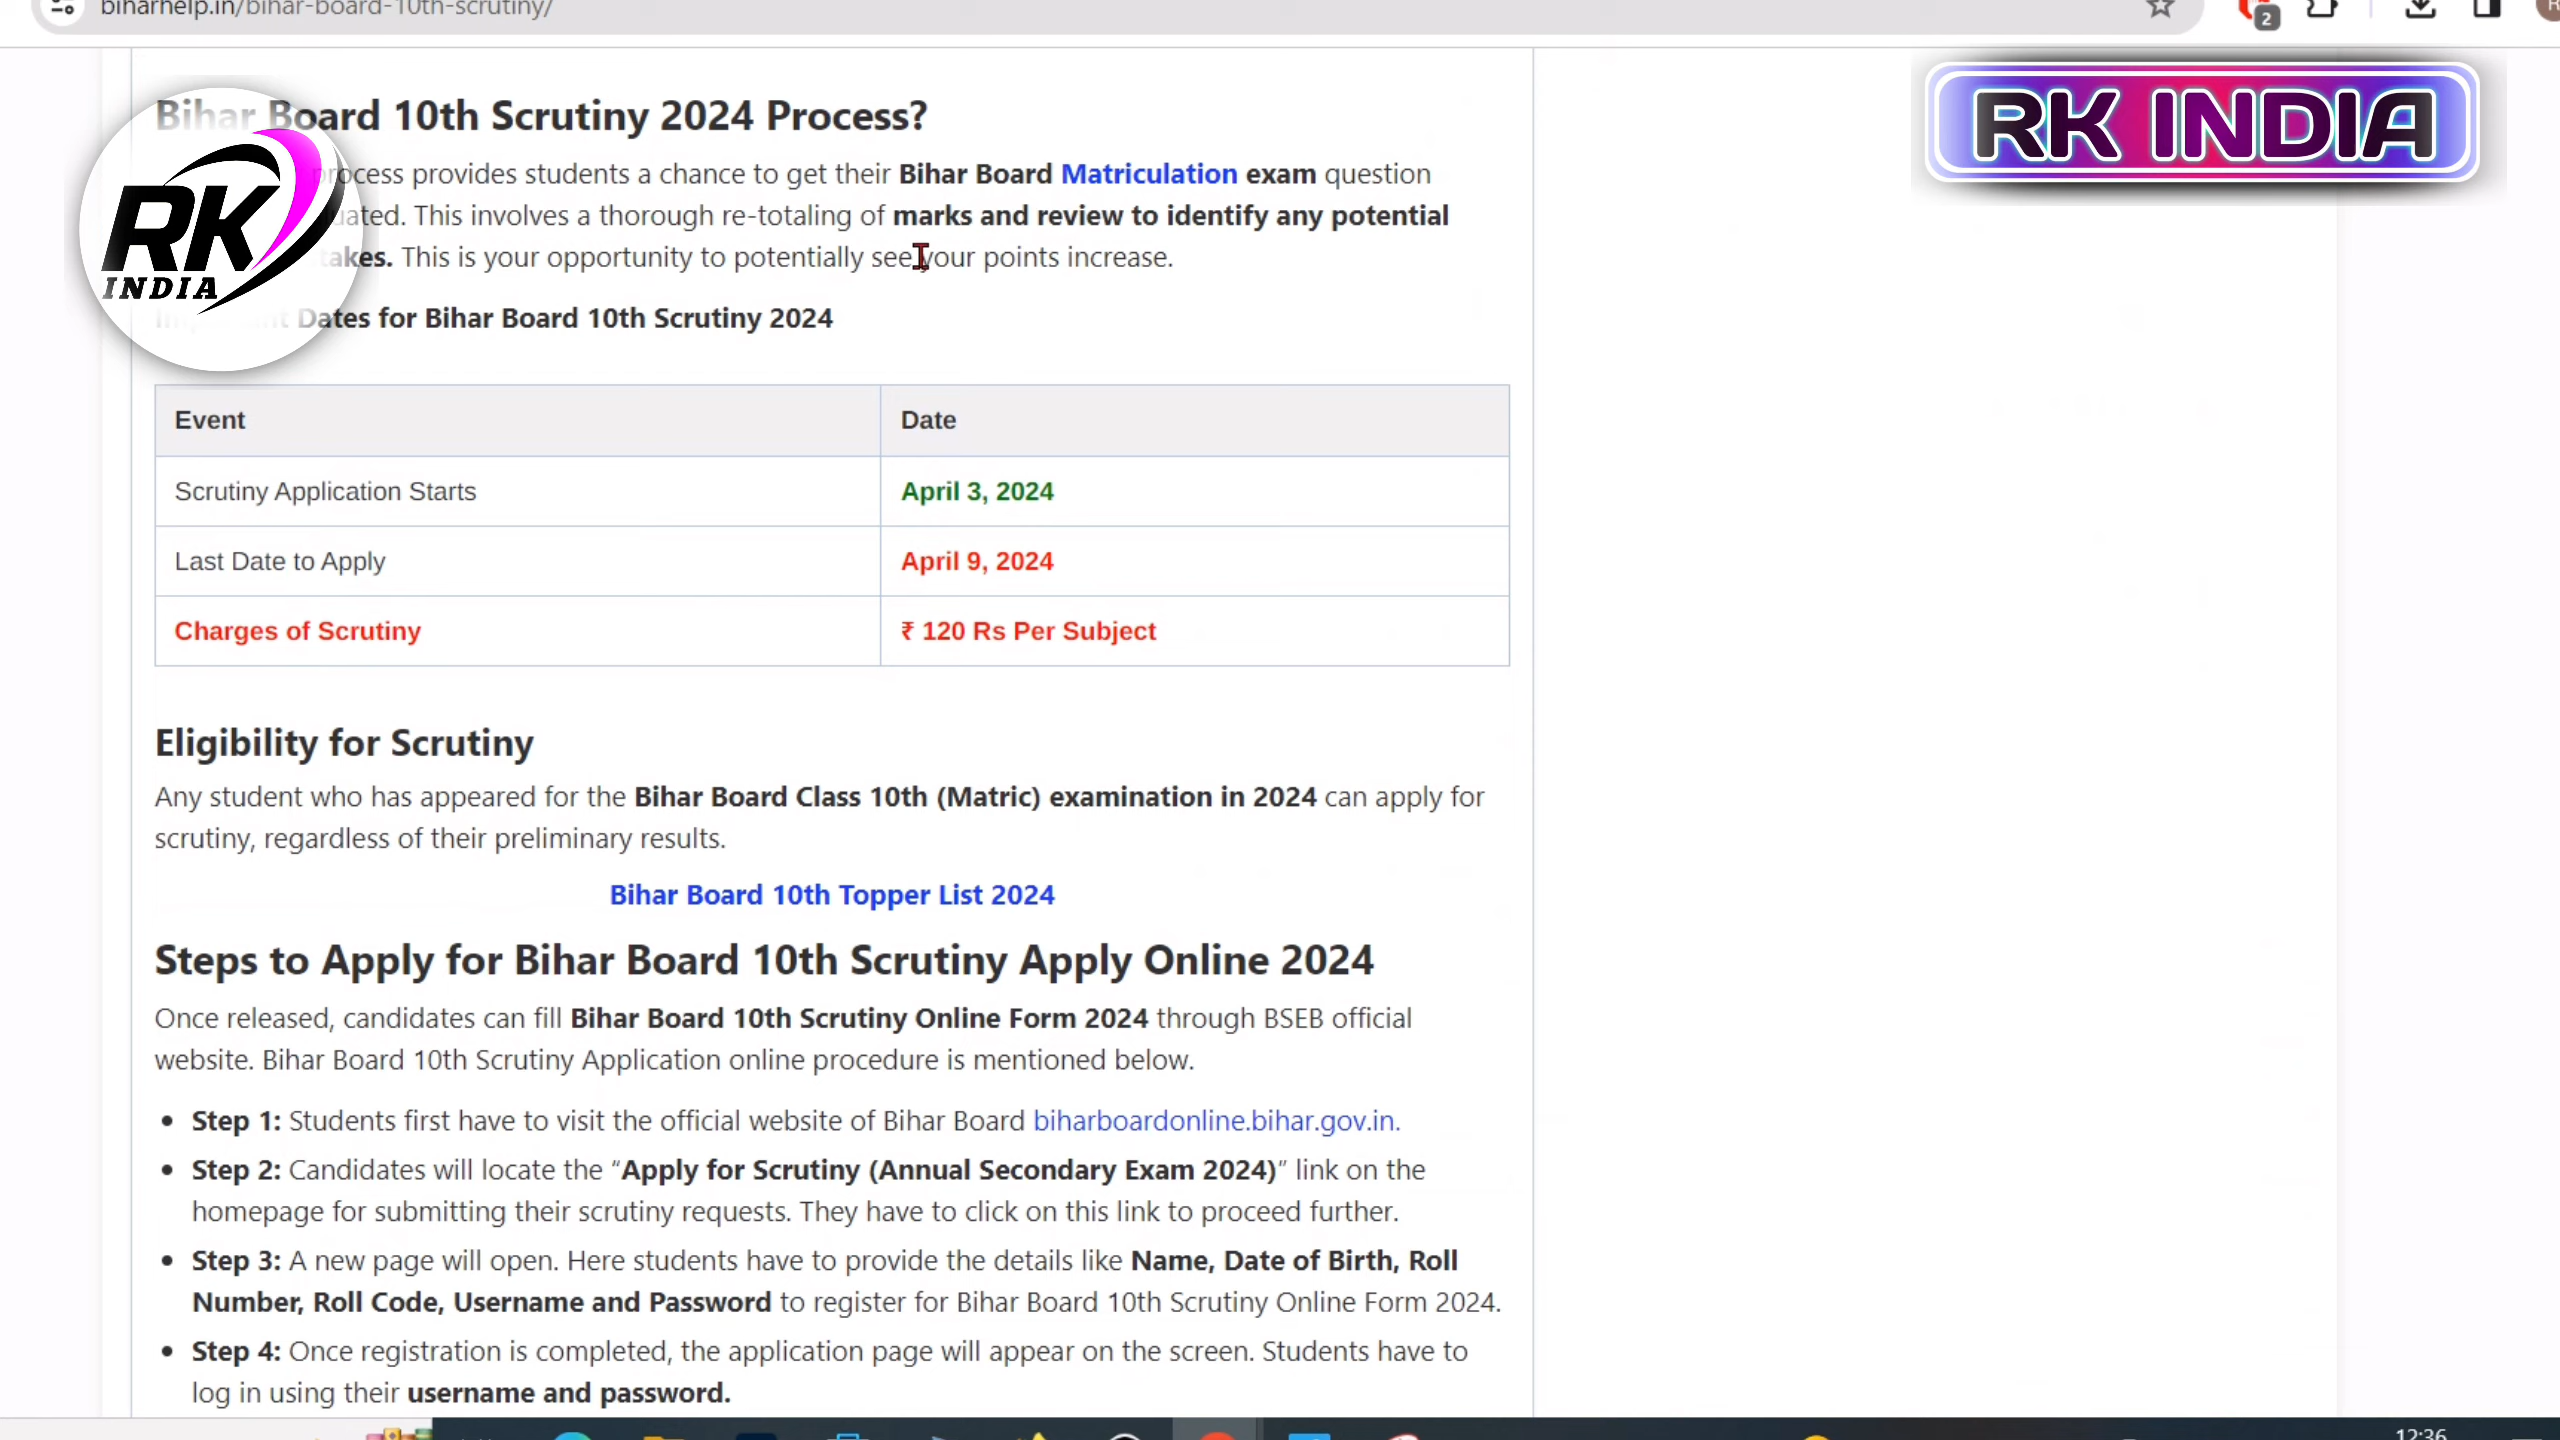 biharhelp.in/bihar-board-10th-scrutiny/
2
RK INDIA
Bihar Board 10th Scrutiny 2024 Process?
process provides students a chance to get their Bihar Board Matriculation exam question
This involves a thorough re-totaling of marks and review to identify any potential
This is your opportunity to potentially see your points increase.
RK
INDIA
Dates for Bihar Board 10th Scrutiny 2024
Event Date
Scrutiny Application Starts April 3, 2024
Last Date to Apply April 9, 2024
Charges of Scrutiny ₹ 120 Rs Per Subject
Eligibility for Scrutiny
Any student who has appeared for the Bihar Board Class 10th (Matric) examination in 2024 can apply for
scrutiny, regardless of their preliminary results.
Bihar Board 10th Topper List 2024
Steps to Apply for Bihar Board 10th Scrutiny Apply Online 2024
Once released, candidates can fill Bihar Board 10th Scrutiny Online Form 2024 through BSEB official
website. Bihar Board 10th Scrutiny Application online procedure is mentioned below.
• Step 1: Students first have to visit the official website of Bihar Board biharboardonline.bihar.gov.in.
• Step 2: Candidates will locate the “Apply for Scrutiny (Annual Secondary Exam 2024)” link on the
homepage for submitting their scrutiny requests. They have to click on this link to proceed further.
• Step 3: A new page will open. Here students have to provide the details like Name, Date of Birth, Roll
Number, Roll Code, Username and Password to register for Bihar Board 10th Scrutiny Online Form 2024.
• Step 4: Once registration is completed, the application page will appear on the screen. Students have to
log in using their username and password.
12:36